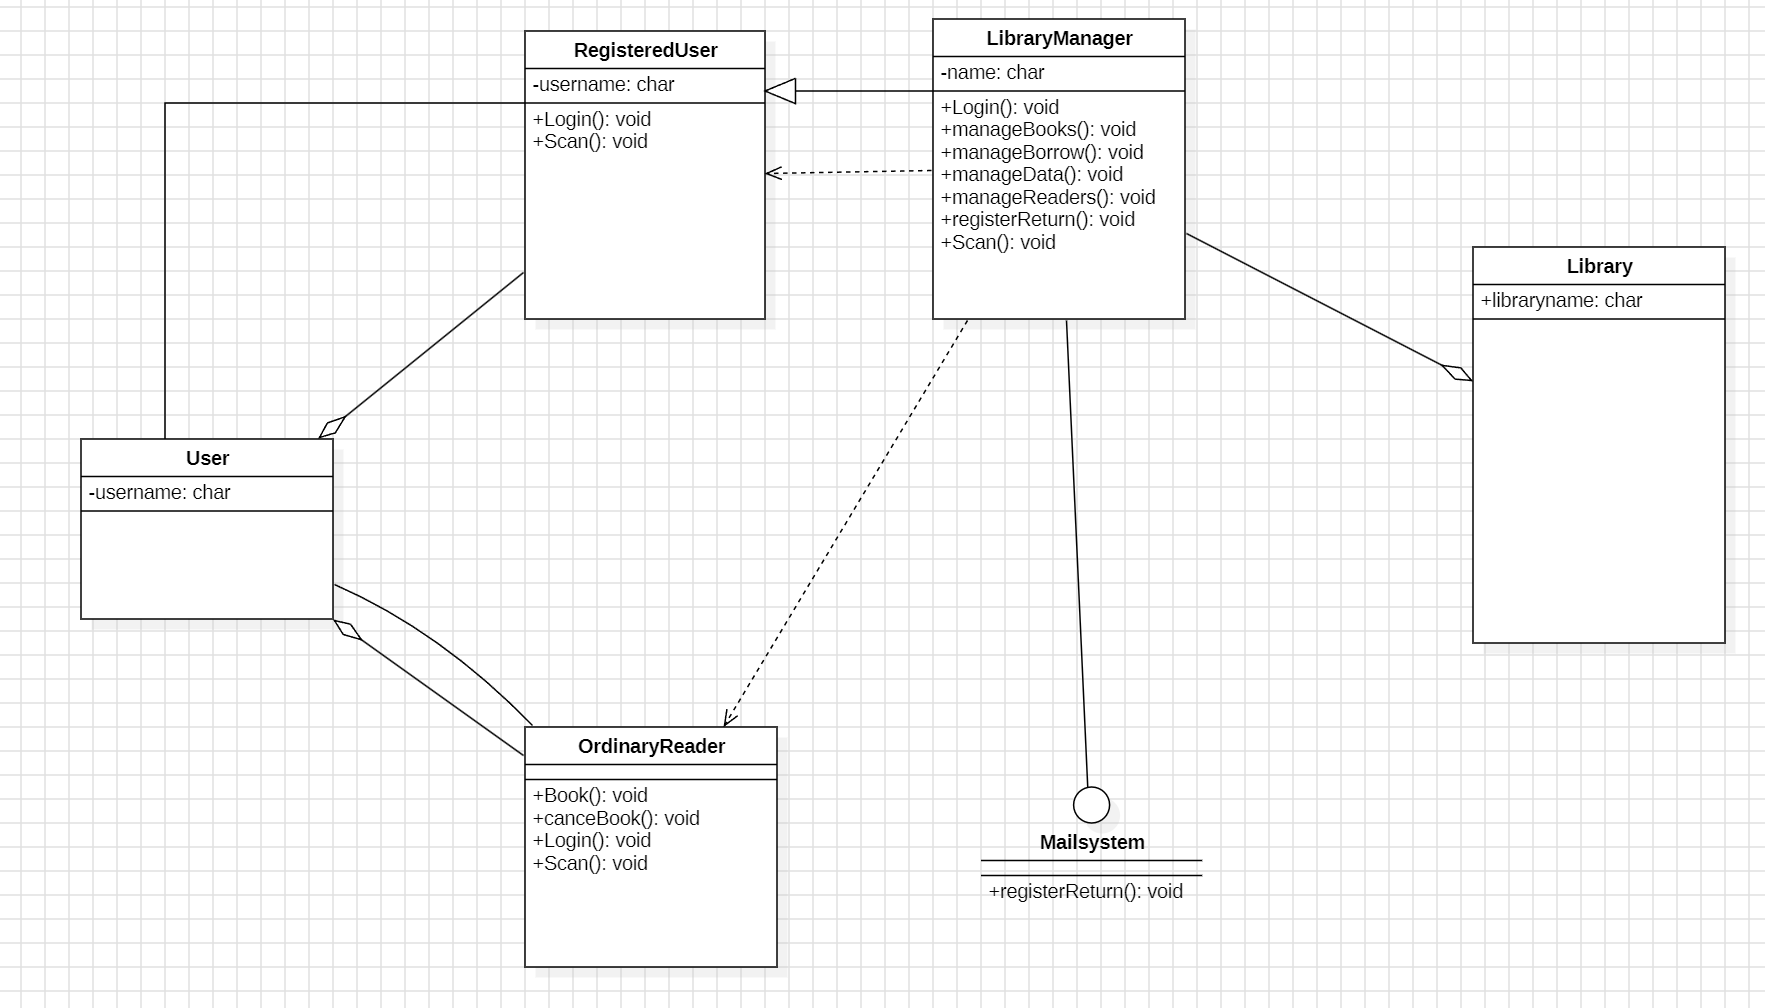 RegisteredUser
-username: char
+Login(): void
+Scan(): void
LibraryManager
-name: char
+Login(): void
+manageBooks(): void
+manageBorrow(): void
+manageData(): void
+manageReaders(): void
+registerReturn(): void
+Scan(): void
Library
+libraryname: char
User
-username: char
OrdinaryReader
+Book(): void
+canceBook(): void
+Login(): void
+Scan(): void
Mailsystem
+registerReturn(): void